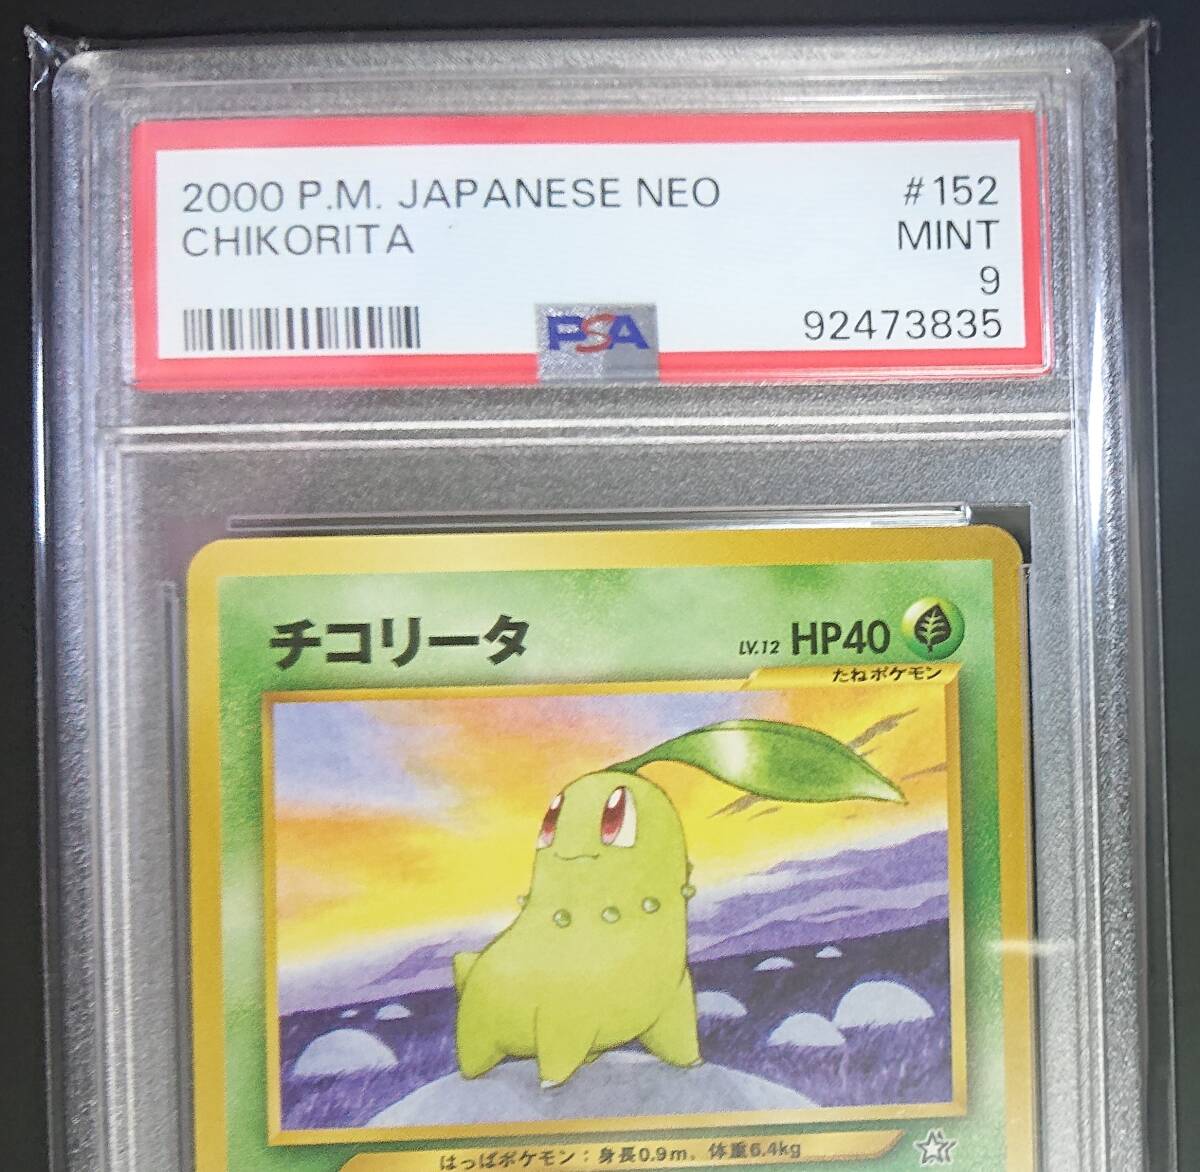 2000 P.M. JAPANESE NEO #152
CHIKORITA MINT
9
PSA 92473835
チコリータ LV.12 HP40
たねポケモン
はっぱポケモン：身長0.9m、体重6.4kg